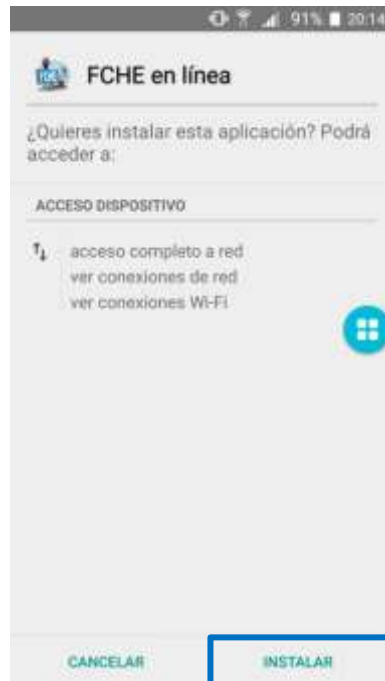 91% 20:14
FCHE en línea
¿Quieres instalar esta aplicación? Podrá
acceder a:
ACCESO DISPOSITIVO
acceso completo a red
ver conexiones de red
ver conexiones Wi-Fi
CANCELAR INSTALAR